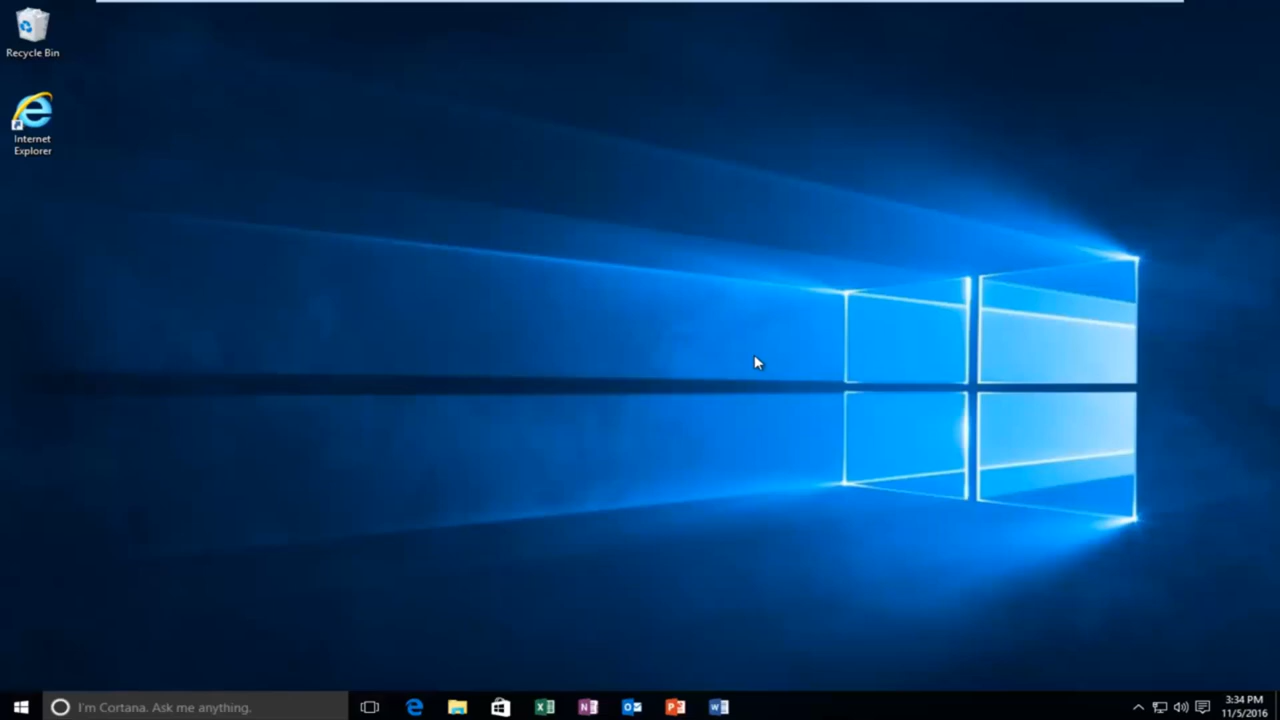 Recycle Bin
Internet
Explorer
I'm Cortana. Ask me anything.
3:34 PM
11/5/2016